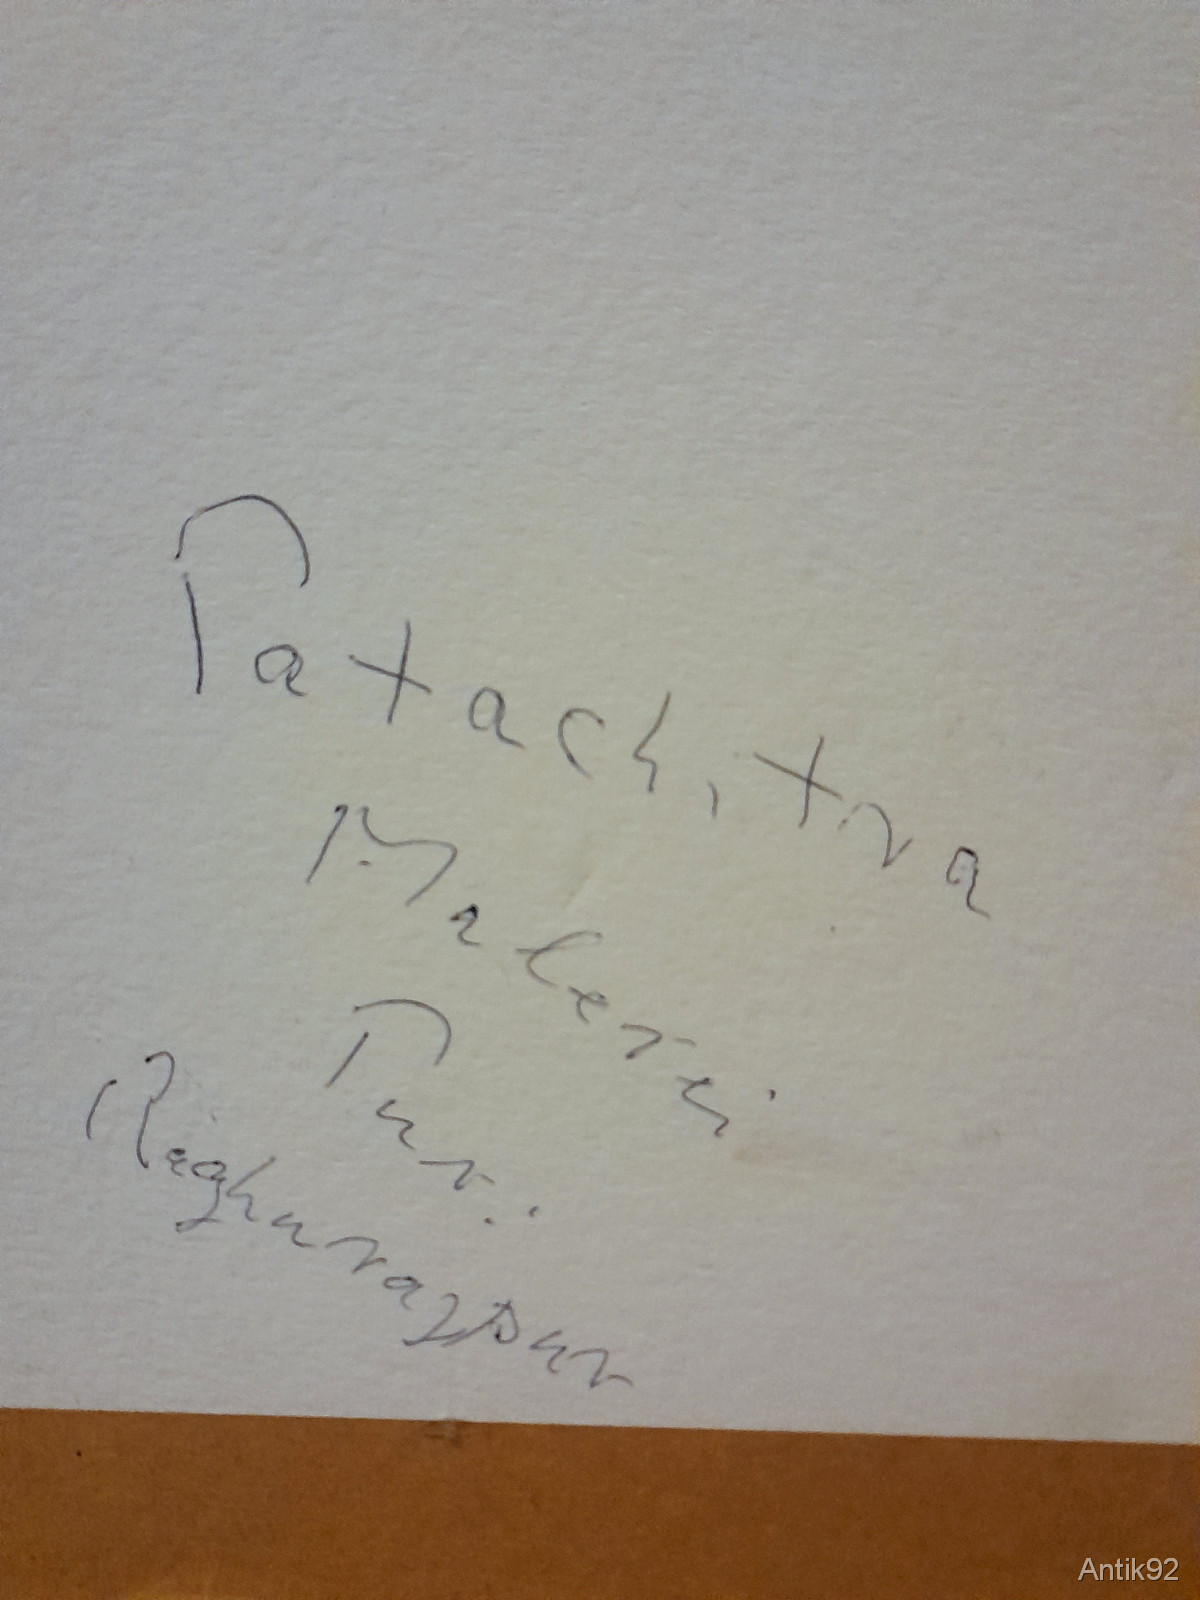 Patachitra
Malerei
Puri
Raghurajpur
Antik92